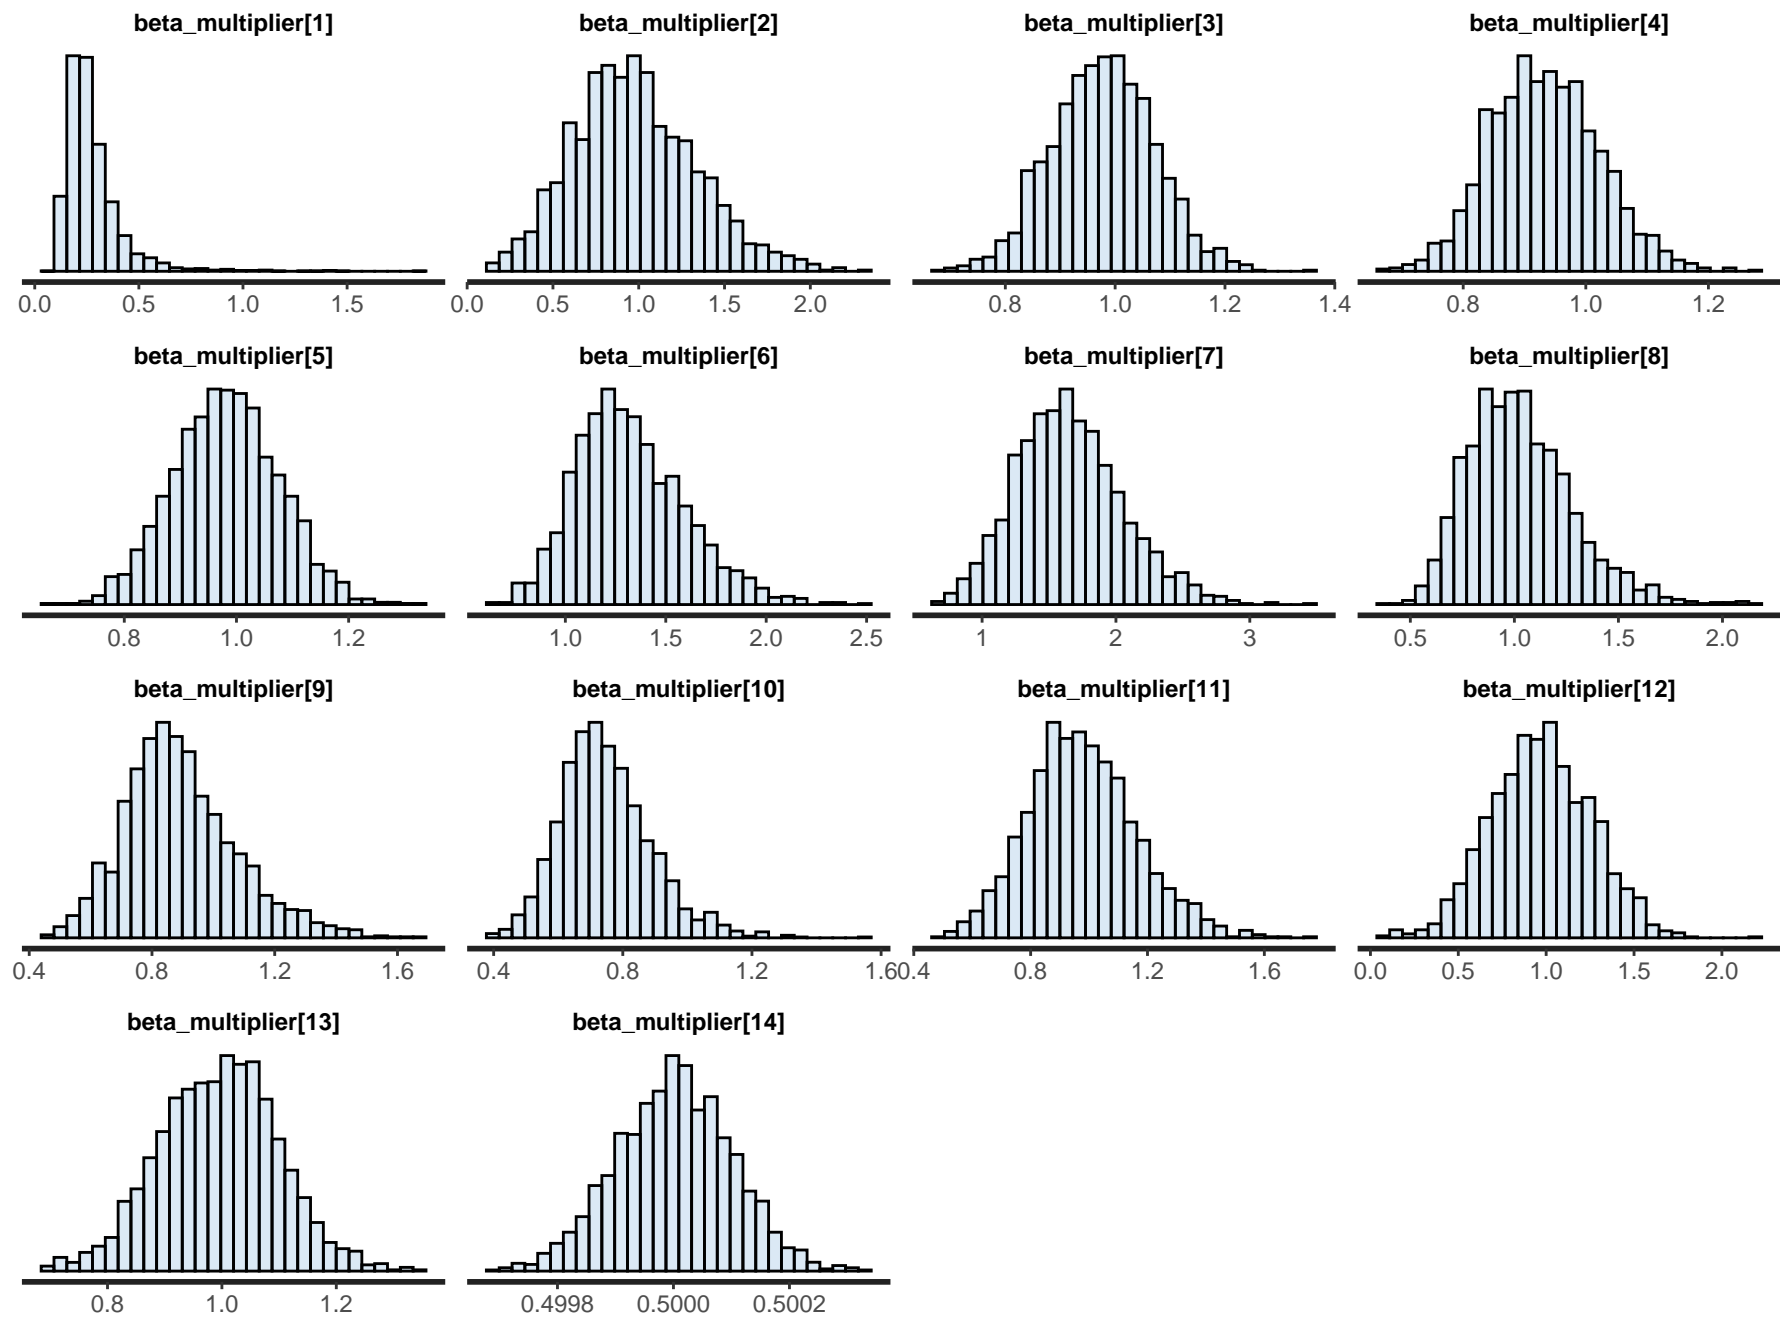 beta_multiplier[1] beta_multiplier[2] beta_multiplier[3] beta_multiplier[4]
0.0 0.5 1.0 1.5 0.0 0.5 1.0 1.5 2.0 0.8 1.0 1.2 1.4 0.8 1.0 1.2
beta_multiplier[5] beta_multiplier[6] beta_multiplier[7] beta_multiplier[8]
0.8 1.0 1.2 1.0 1.5 2.0 2.5 1 2 3 0.5 1.0 1.5 2.0
beta_multiplier[9] beta_multiplier[10] beta_multiplier[11] beta_multiplier[12]
0.4 0.8 1.2 1.6 0.4 0.8 1.2 1.6 0.4 0.8 1.2 1.6 0.0 0.5 1.0 1.5 2.0
beta_multiplier[13] beta_multiplier[14]
0.8 1.0 1.2 0.4998 0.5000 0.5002